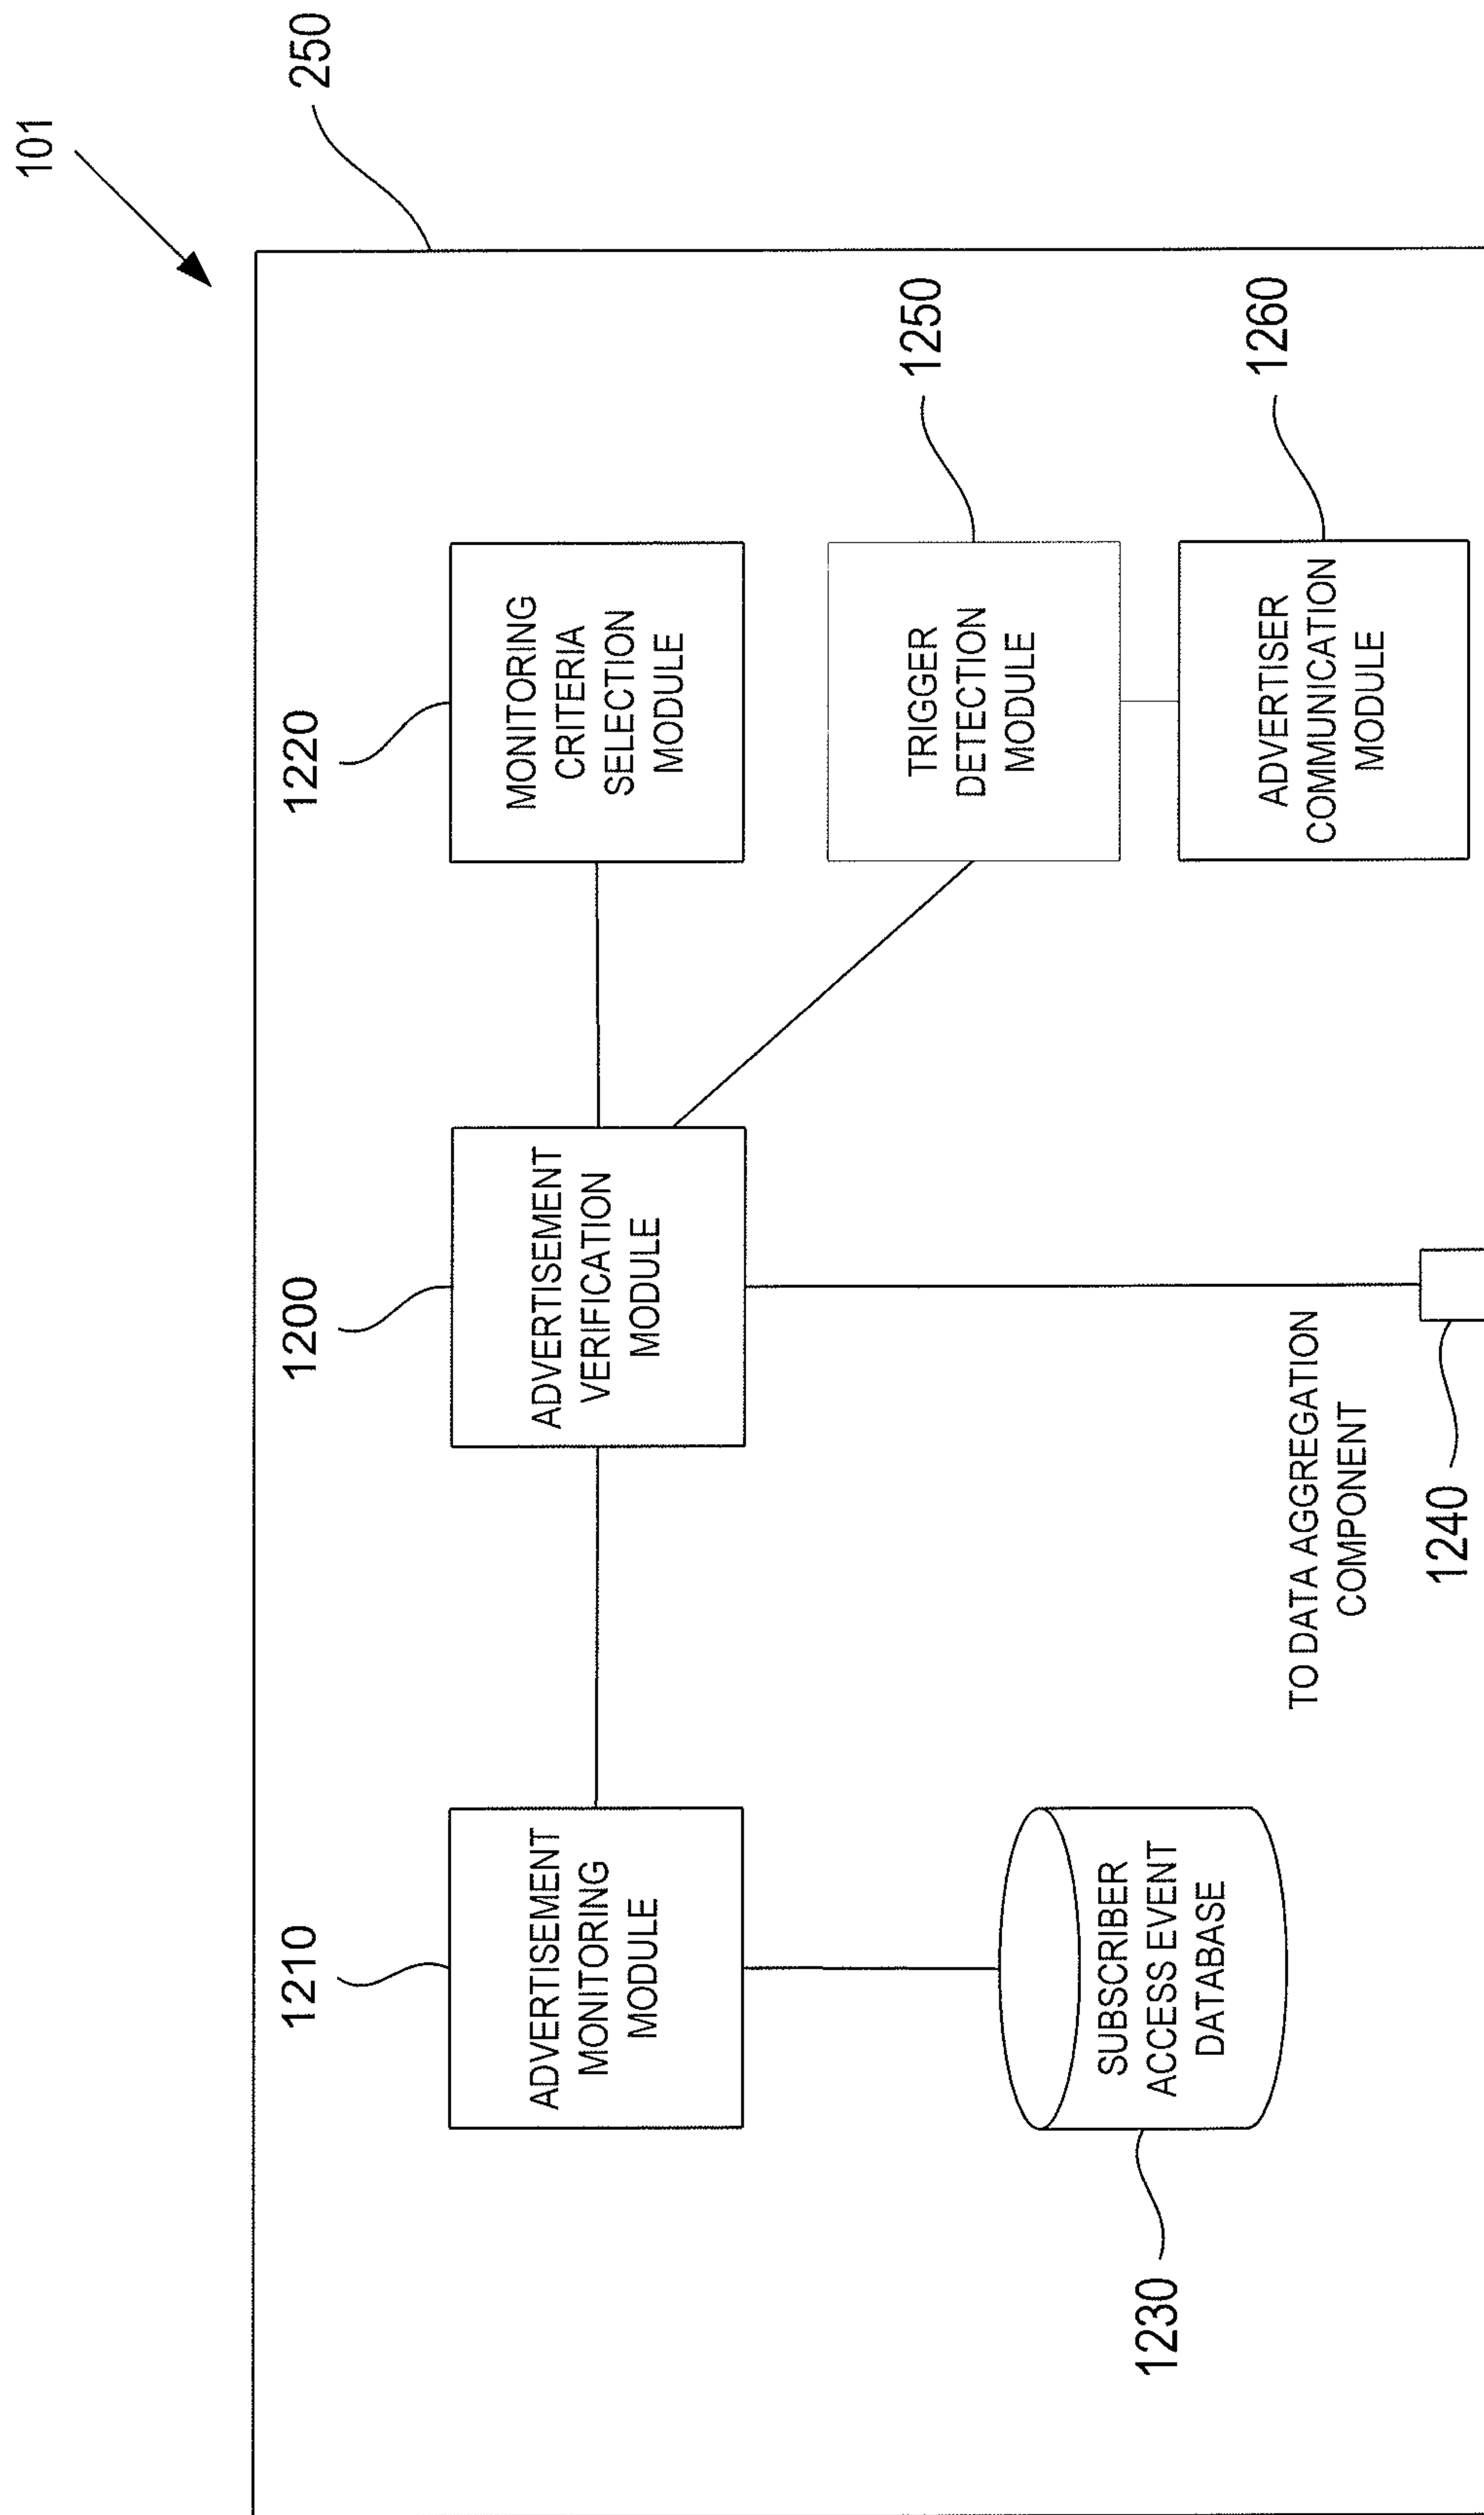 101
250
1210
1200
1220
ADVERTISEMENT
MONITORING
MODULE
ADVERTISEMENT
VERIFICATION
MODULE
MONITORING
CRITERIA
SELECTION
MODULE
1250
TRIGGER
DETECTION
MODULE
1260
ADVERTISER
COMMUNICATION
MODULE
SUBSCRIBER
ACCESS EVENT
DATABASE
1230
TO DATA AGGREGATION
COMPONENT
1240